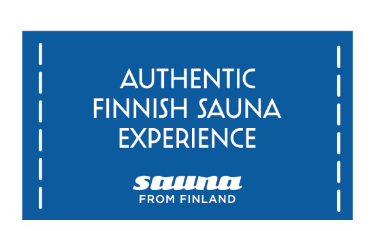 AUTHENTIC
FINNISH SAUNA
EXPERIENCE
sauna
FROM FINLAND